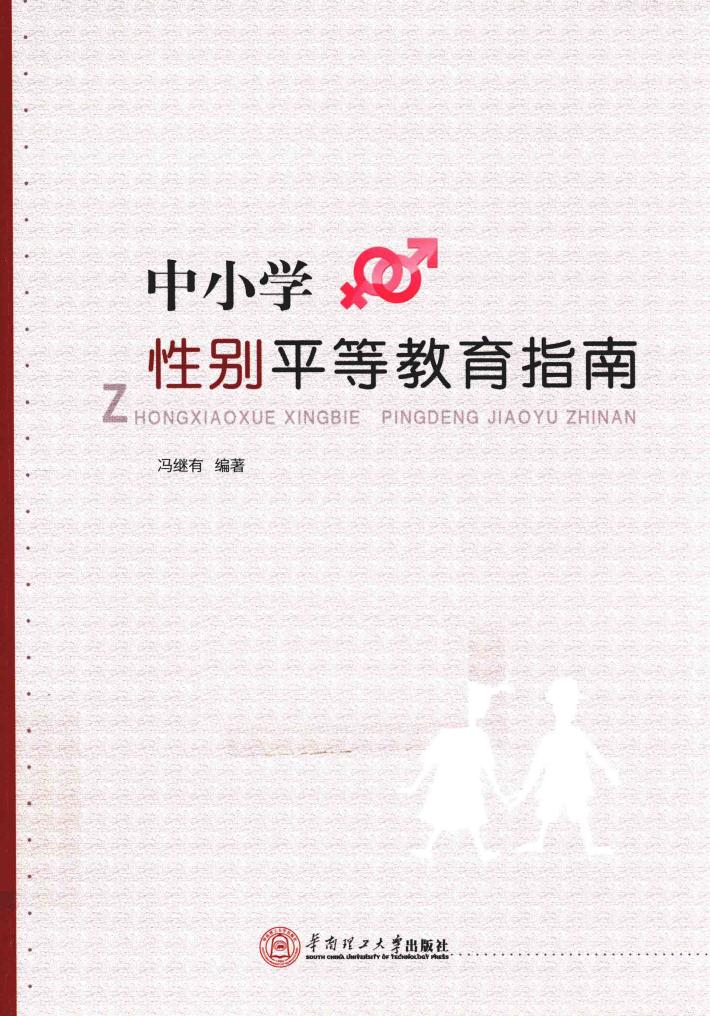 中小学
性别平等教育指南
ZHONGXIAOXUE XINGBIE PINGDENG JIAOYU ZHINAN
冯继有 编著
华南理工大学出版社
SOUTH CHINA UNIVERSITY OF TECHNOLOGY PRESS